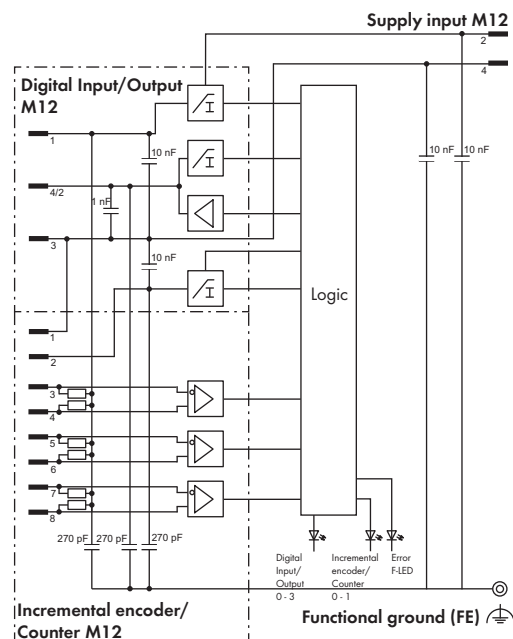 Supply input M12
2
4
Digital Input/Output
M12
1
10 nF
4/2
1 nF
3
10 nF
10 nF
10 nF
Logic
1
2
3
4
5
6
7
8
270 pF
270 pF
270 pF
Digital
Input/
Output
0 - 3
Incremental
encoder/
Counter
0 - 1
Error
F-LED
Incremental encoder/
Counter M12
Functional ground (FE)